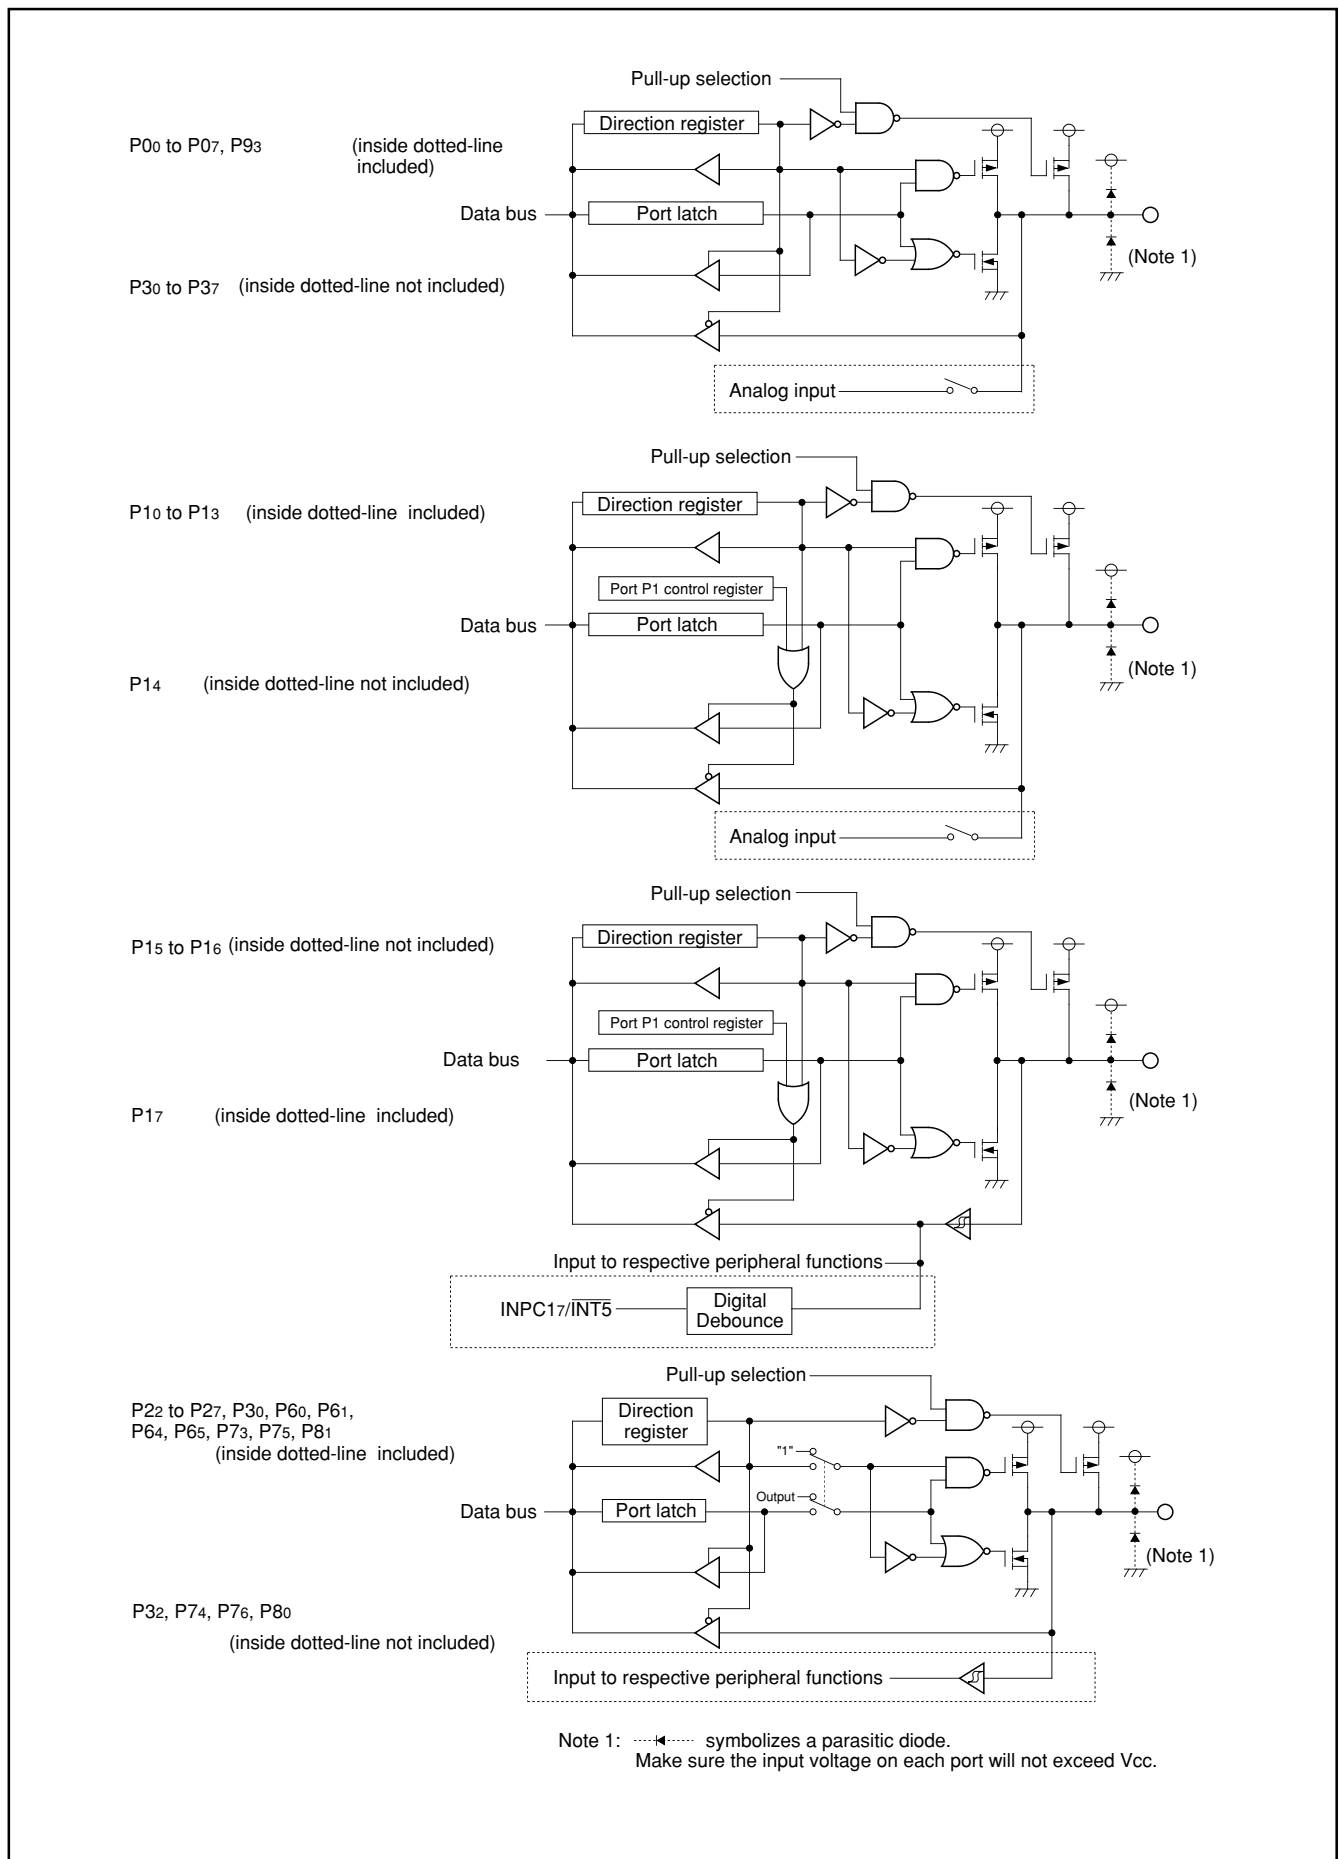 Pull-up selection
Direction register
P00 to P07, P93 (inside dotted-line
included)
Data bus
Port latch
(Note 1)
P30 to P37 (inside dotted-line not included)
Analog input
Pull-up selection
Direction register
P10 to P13 (inside dotted-line included)
Port P1 control register
Data bus
Port latch
(Note 1)
P14 (inside dotted-line not included)
Analog input
Pull-up selection
P15 to P16 (inside dotted-line not included)
Direction register
Port P1 control register
Data bus
Port latch
(Note 1)
P17 (inside dotted-line included)
Input to respective peripheral functions
INPC17/INT5
Digital
Debounce
Pull-up selection
P22 to P27, P30, P60, P61,
P64, P65, P73, P75, P81
(inside dotted-line included)
Direction
register
"1"
Output
Data bus
Port latch
(Note 1)
P32, P74, P76, P80
(inside dotted-line not included)
Input to respective peripheral functions
Note 1: symbolizes a parasitic diode.
Make sure the input voltage on each port will not exceed Vcc.